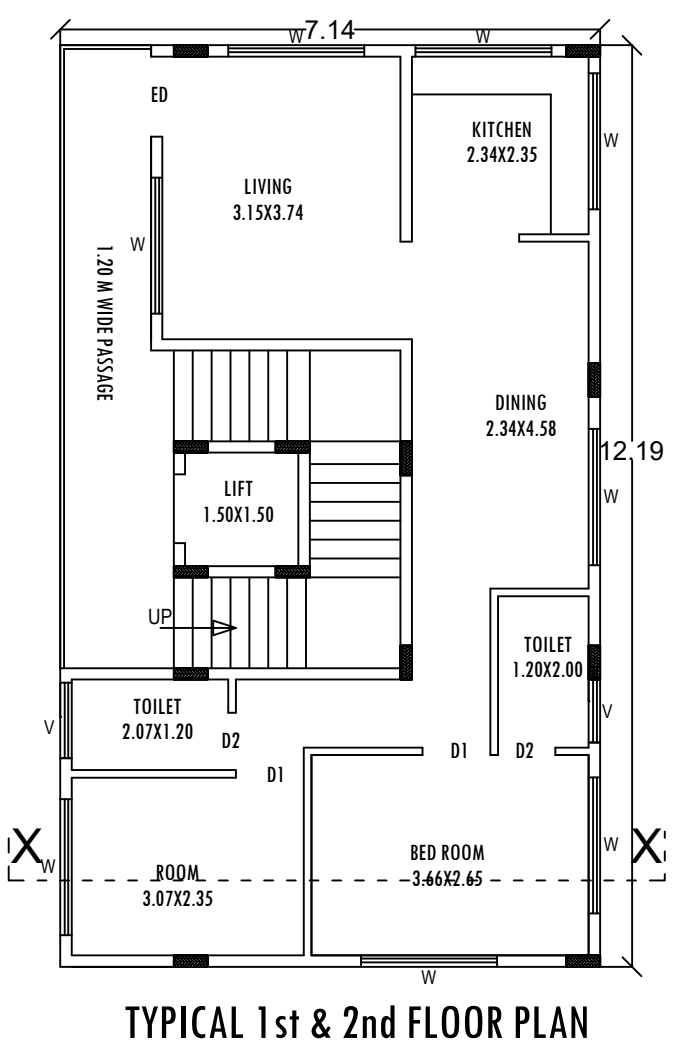 7.14
W
W
ED
KITCHEN
2.34X2.35
W
LIVING
3.15X3.74
W
1.20 M WIDE PASSAGE
DINING
2.34X4.58
12.19
W
LIFT
1.50X1.50
UP
TOILET
1.20X2.00
TOILET
2.07X1.20
V
V
D2
D1
D2
D1
X
X
W
W
BED ROOM
3.66X2.65
ROOM
3.07X2.35
W
TYPICAL 1st & 2nd FLOOR PLAN